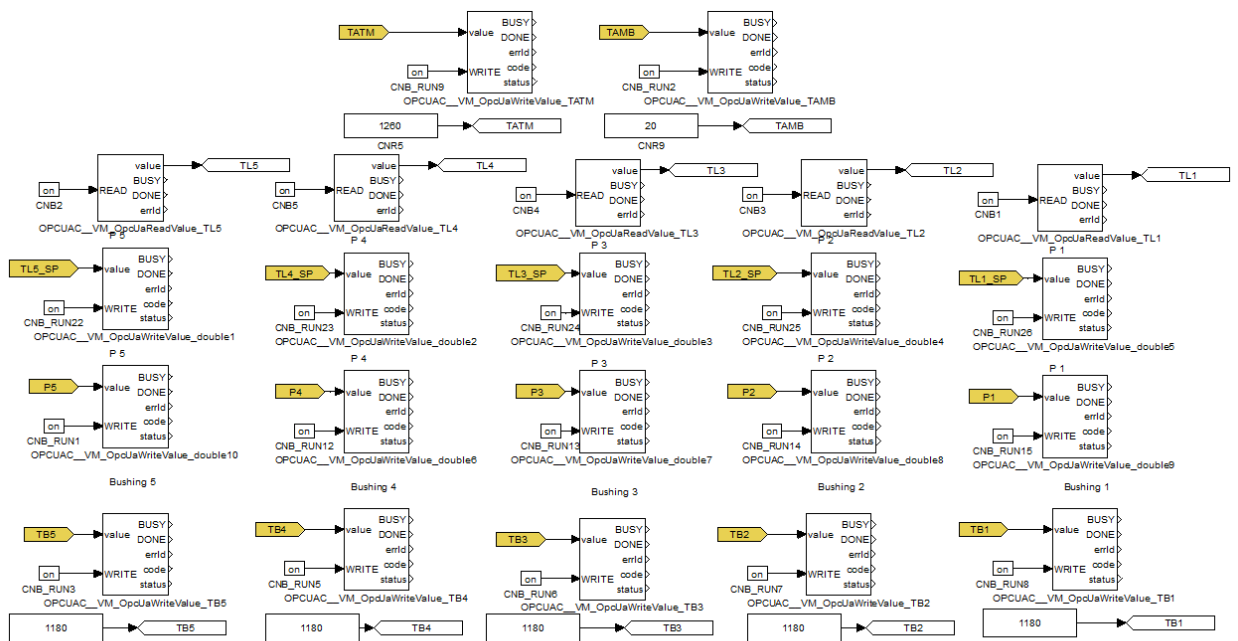 BUSY
TATM value DONE
errId
on WRITE code
CNB_RUN9 status
OPCUAC__VM_OpcUaWriteValue_TATM
BUSY
TAMB value DONE
errId
on WRITE code
CNB_RUN2 status
OPCUAC__VM_OpcUaWriteValue_TAMB
1260 TATM
CNR5
20 TAMB
CNR9
value TL5
BUSY
on READ DONE
CNB2 errId
OPCUAC__VM_OpcUaReadValue_TL5
value TL4
BUSY
on READ DONE
CNB5 errId
OPCUAC__VM_OpcUaReadValue_TL4
value TL3
BUSY
on READ DONE
CNB4 errId
OPCUAC__VM_OpcUaReadValue_TL3
value TL2
BUSY
on READ DONE
CNB3 errId
OPCUAC__VM_OpcUaReadValue_TL2
value TL1
BUSY
on READ DONE
CNB1 errId
OPCUAC__VM_OpcUaReadValue_TL1
P 5
BUSY
TL5_SP value DONE
errId
on WRITE code
CNB_RUN22 status
OPCUAC__VM_OpcUaWriteValue_double1
P 4
BUSY
TL4_SP value DONE
errId
on WRITE code
CNB_RUN23 status
OPCUAC__VM_OpcUaWriteValue_double2
P 3
BUSY
TL3_SP value DONE
errId
on WRITE code
CNB_RUN24 status
OPCUAC__VM_OpcUaWriteValue_double3
P 2
BUSY
TL2_SP value DONE
errId
on WRITE code
CNB_RUN25 status
OPCUAC__VM_OpcUaWriteValue_double4
P 1
BUSY
TL1_SP value DONE
errId
on WRITE code
CNB_RUN26 status
OPCUAC__VM_OpcUaWriteValue_double5
P 5
BUSY
P5 value DONE
errId
on WRITE code
CNB_RUN1 status
OPCUAC__VM_OpcUaWriteValue_double10
P 4
BUSY
P4 value DONE
errId
on WRITE code
CNB_RUN12 status
OPCUAC__VM_OpcUaWriteValue_double6
P 3
BUSY
P3 value DONE
errId
on WRITE code
CNB_RUN13 status
OPCUAC__VM_OpcUaWriteValue_double7
P 2
BUSY
P2 value DONE
errId
on WRITE code
CNB_RUN14 status
OPCUAC__VM_OpcUaWriteValue_double8
P 1
BUSY
P1 value DONE
errId
on WRITE code
CNB_RUN15 status
OPCUAC__VM_OpcUaWriteValue_double9
Bushing 5
BUSY
TB5 value DONE
errId
on WRITE code
CNB_RUN3 status
OPCUAC__VM_OpcUaWriteValue_TB5
1180 TB5
Bushing 4
BUSY
TB4 value DONE
errId
on WRITE code
CNB_RUN5 status
OPCUAC__VM_OpcUaWriteValue_TB4
1180 TB4
Bushing 3
BUSY
TB3 value DONE
errId
on WRITE code
CNB_RUN6 status
OPCUAC__VM_OpcUaWriteValue_TB3
1180 TB3
Bushing 2
BUSY
TB2 value DONE
errId
on WRITE code
CNB_RUN7 status
OPCUAC__VM_OpcUaWriteValue_TB2
1180 TB2
Bushing 1
BUSY
TB1 value DONE
errId
on WRITE code
CNB_RUN8 status
OPCUAC__VM_OpcUaWriteValue_TB1
1180 TB1